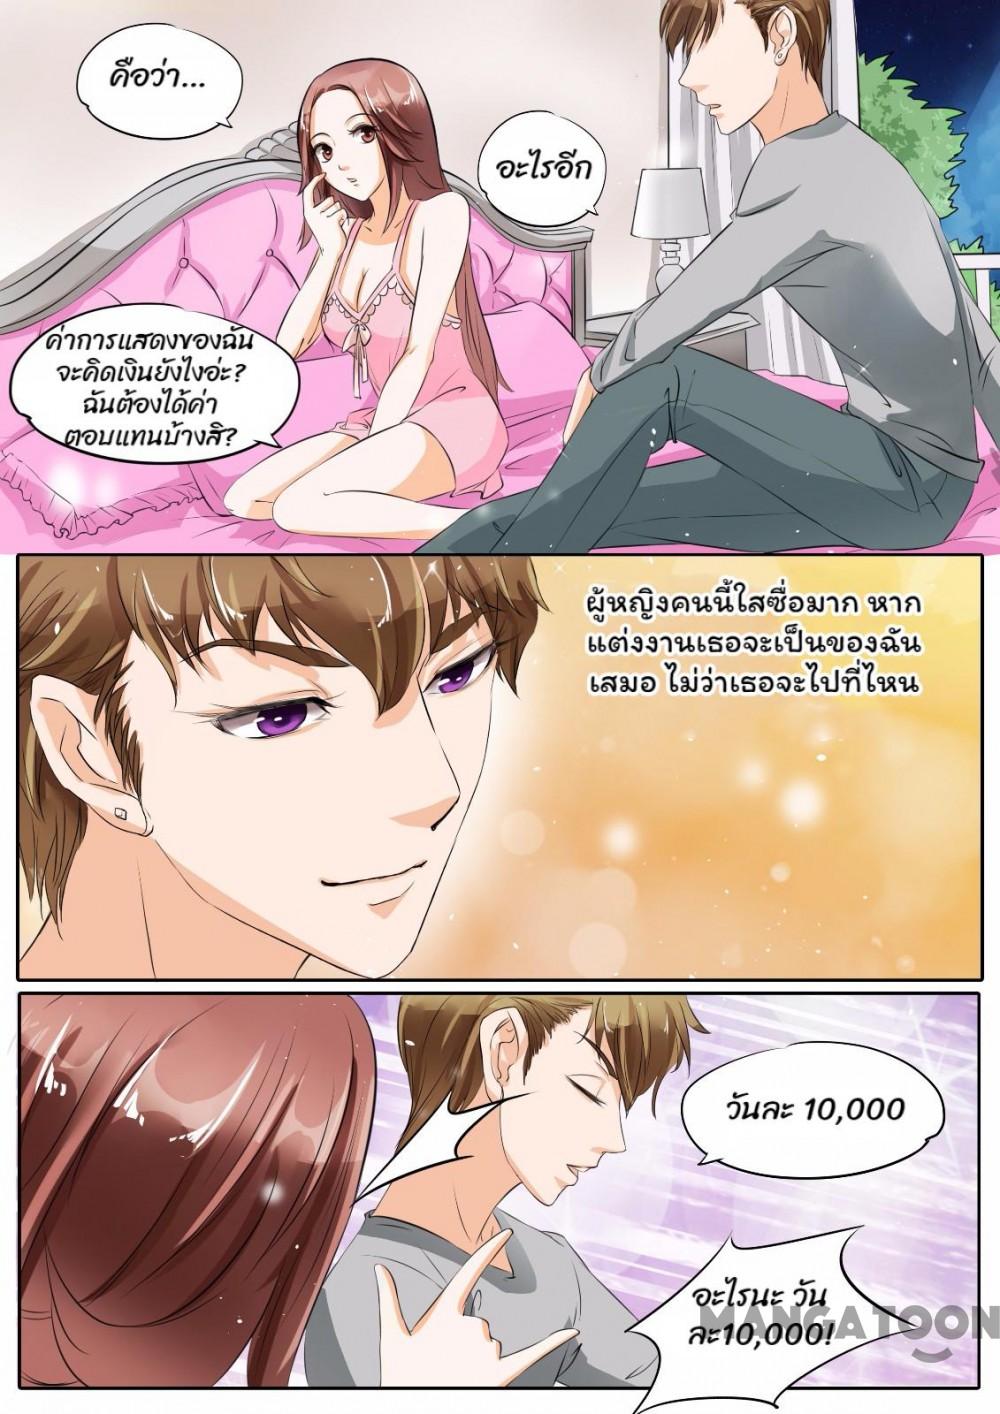 คือว่า...
อะไรอีก
ค่าการแสดงของฉัน
จะคิดเงินยังไงอ่ะ?
ฉันต้องได้ค่า
ตอบแทนบ้างสิ?
ผู้หญิงคนนี้ใสซื่อมาก หาก
แต่งงานเธอจะเป็นของฉัน
เสมอ ไม่ว่าเธอจะไปที่ไหน
วันละ 10,000
อะไรนะ วัน
ละ10,000!
MANGATOON